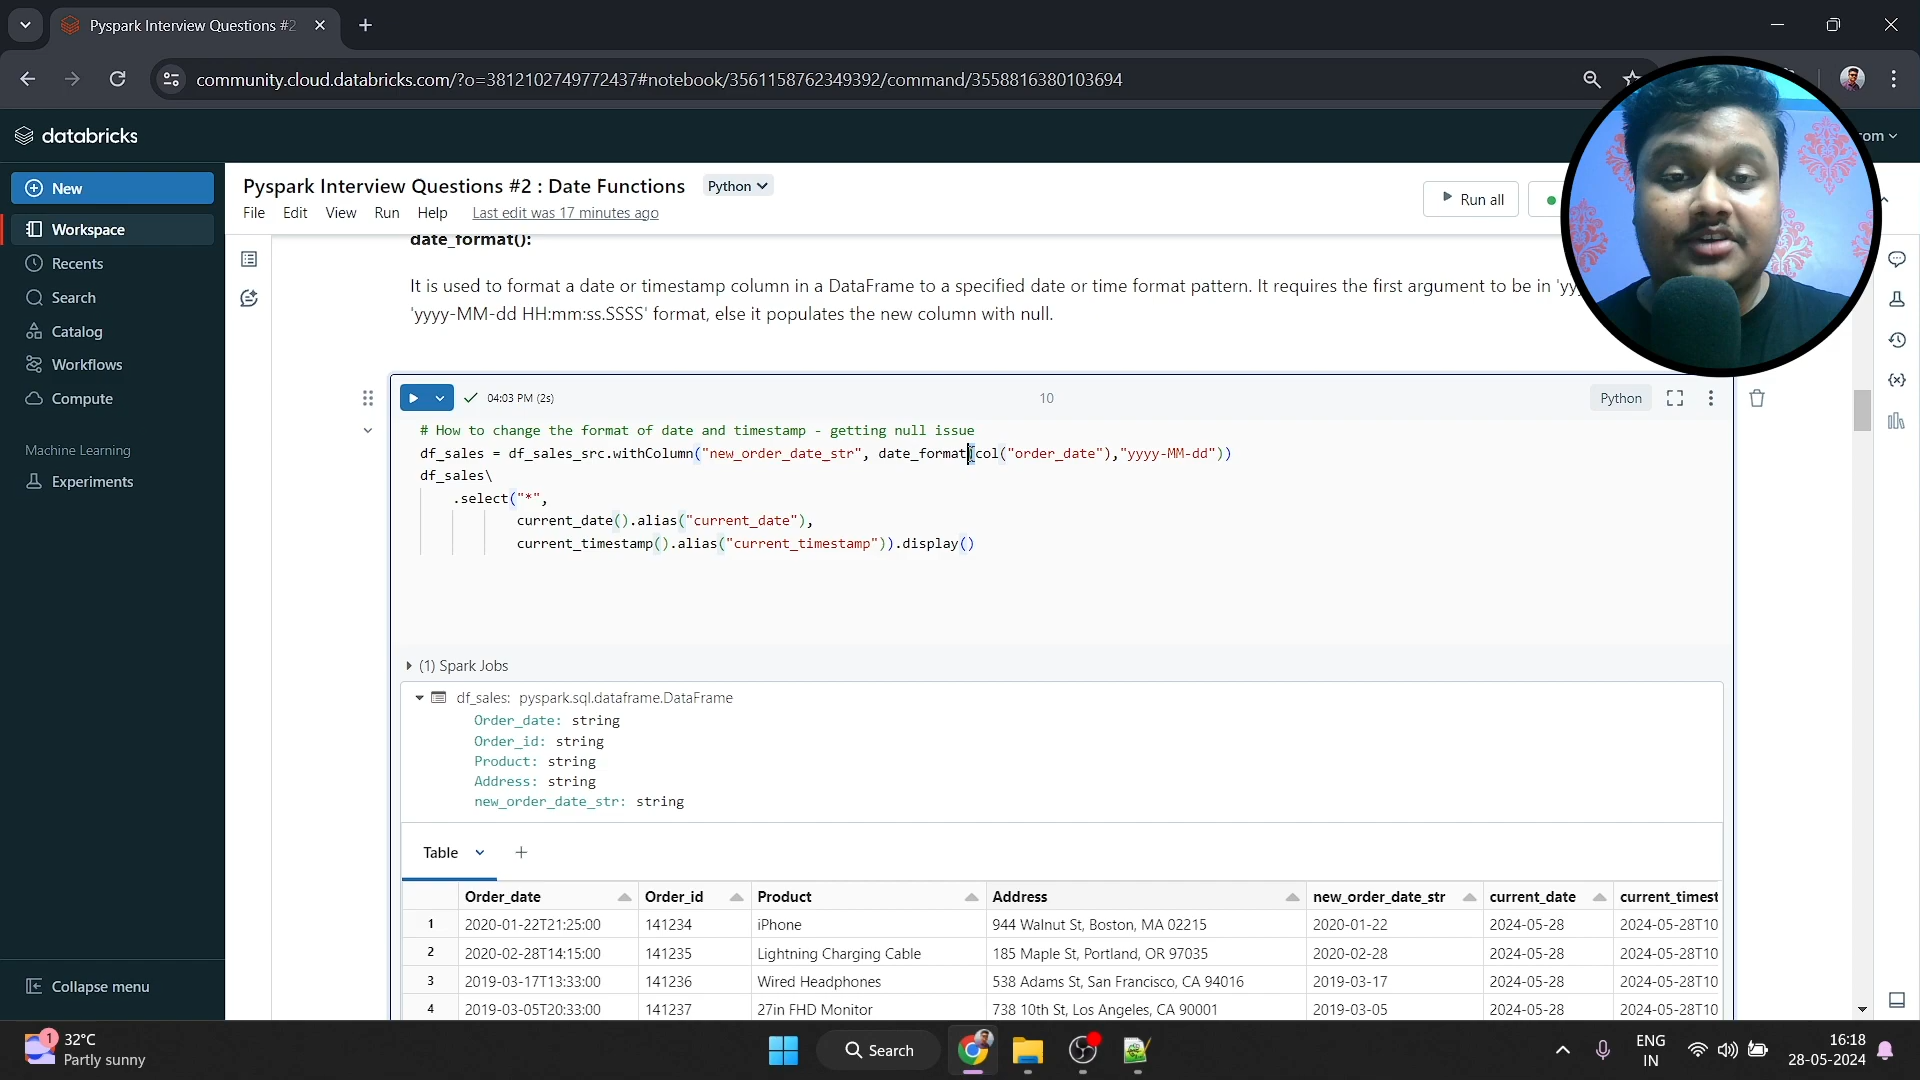 Pyspark Interview Questions #2
community.cloud.databricks.com/?o=3812102749772437#notebook/3561158762349392/command/3558816380103694
databricks
com
New
Workspace
Recents
Search
Catalog
Workflows
Compute
Machine Learning
Experiments
Collapse menu
Pyspark Interview Questions #2 : Date Functions
Python
File Edit View Run Help Last edit was 17 minutes ago
Run all
date_format():
It is used to format a date or timestamp column in a DataFrame to a specified date or time format pattern. It requires the first argument to be in
'yyyy-MM-dd HH:mm:ss.SSSS' format, else it populates the new column with null.
04:03 PM (2s)
10
Python
# How to change the format of date and timestamp - getting null issue
df_sales = df_sales_src.withColumn("new_order_date_str", date_format(col("order_date"),"yyyy-MM-dd"))
df_sales\
.select("*",
current_date().alias("current_date"),
current_timestamp().alias("current_timestamp")).display()
(1) Spark Jobs
df_sales: pyspark.sql.dataframe.DataFrame
Order_date: string
Order_id: string
Product: string
Address: string
new_order_date_str: string
Table
Order_date Order_id Product Address new_order_date_str current_date current_timest
1 2020-01-22T21:25:00 141234 iPhone 944 Walnut St, Boston, MA 02215 2020-01-22 2024-05-28 2024-05-28T10
2 2020-02-28T14:15:00 141235 Lightning Charging Cable 185 Maple St, Portland, OR 97035 2020-02-28 2024-05-28 2024-05-28T10
3 2019-03-17T13:33:00 141236 Wired Headphones 538 Adams St, San Francisco, CA 94016 2019-03-17 2024-05-28 2024-05-28T10
4 2019-03-05T20:33:00 141237 27in FHD Monitor 738 10th St, Los Angeles, CA 90001 2019-03-05 2024-05-28 2024-05-28T10
1
32°C
Partly sunny
Search
ENG
IN
16:18
28-05-2024